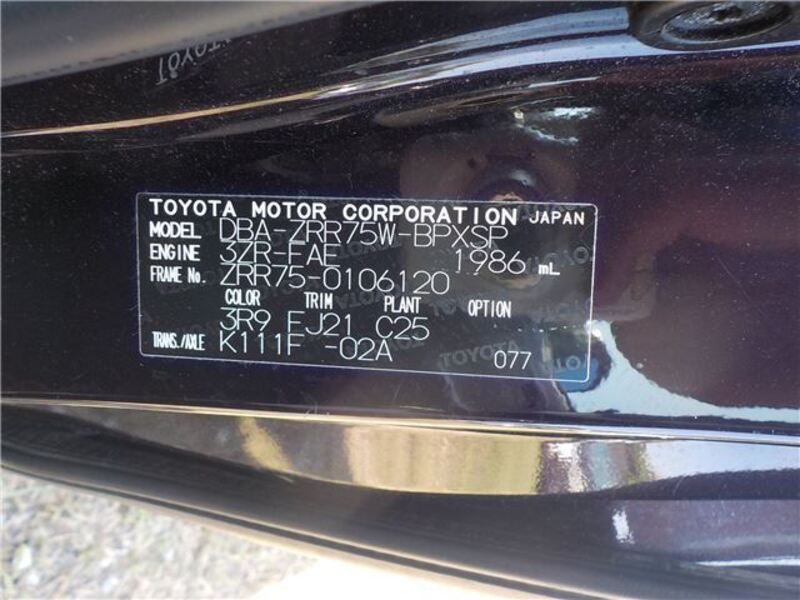 TOYOTA MOTOR CORPORATION JAPAN
MODEL DBA-ZRR75W-BPXSP
ENGINE 3ZR-FAE 1986 mL
FRAME No. ZRR75-0106120
COLOR TRIM PLANT OPTION
3R9 FJ21 C25
TRANS./AXLE K111F -02A
077